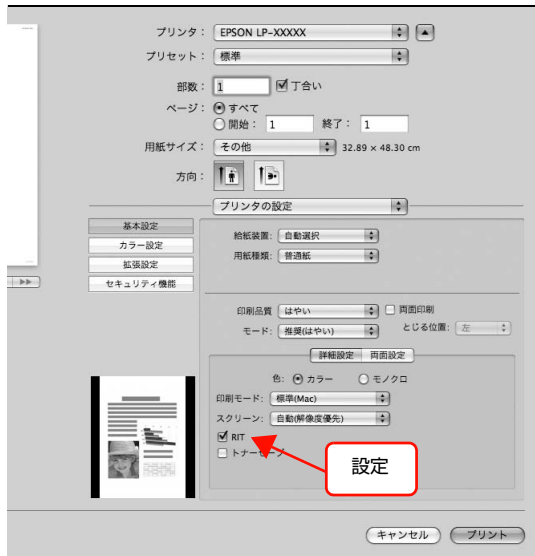 プリンタ： EPSON LP-XXXXX
プリセット： 標準
部数： 1 丁合い
ページ： すべて
開始： 1 終了： 1
用紙サイズ： その他 32.89 × 48.30 cm
方向：
プリンタの設定
基本設定
カラー設定
拡張設定
セキュリティ機能
給紙装置： 自動選択
用紙種類： 普通紙
印刷品質 はやい 両面印刷
モード： 推奨(はやい) とじる位置： 左
詳細設定 両面設定
色： カラー モノクロ
印刷モード： 標準(Mac)
スクリーン： 自動(解像度優先)
RIT
トナーセーブ
設定
キャンセル プリント